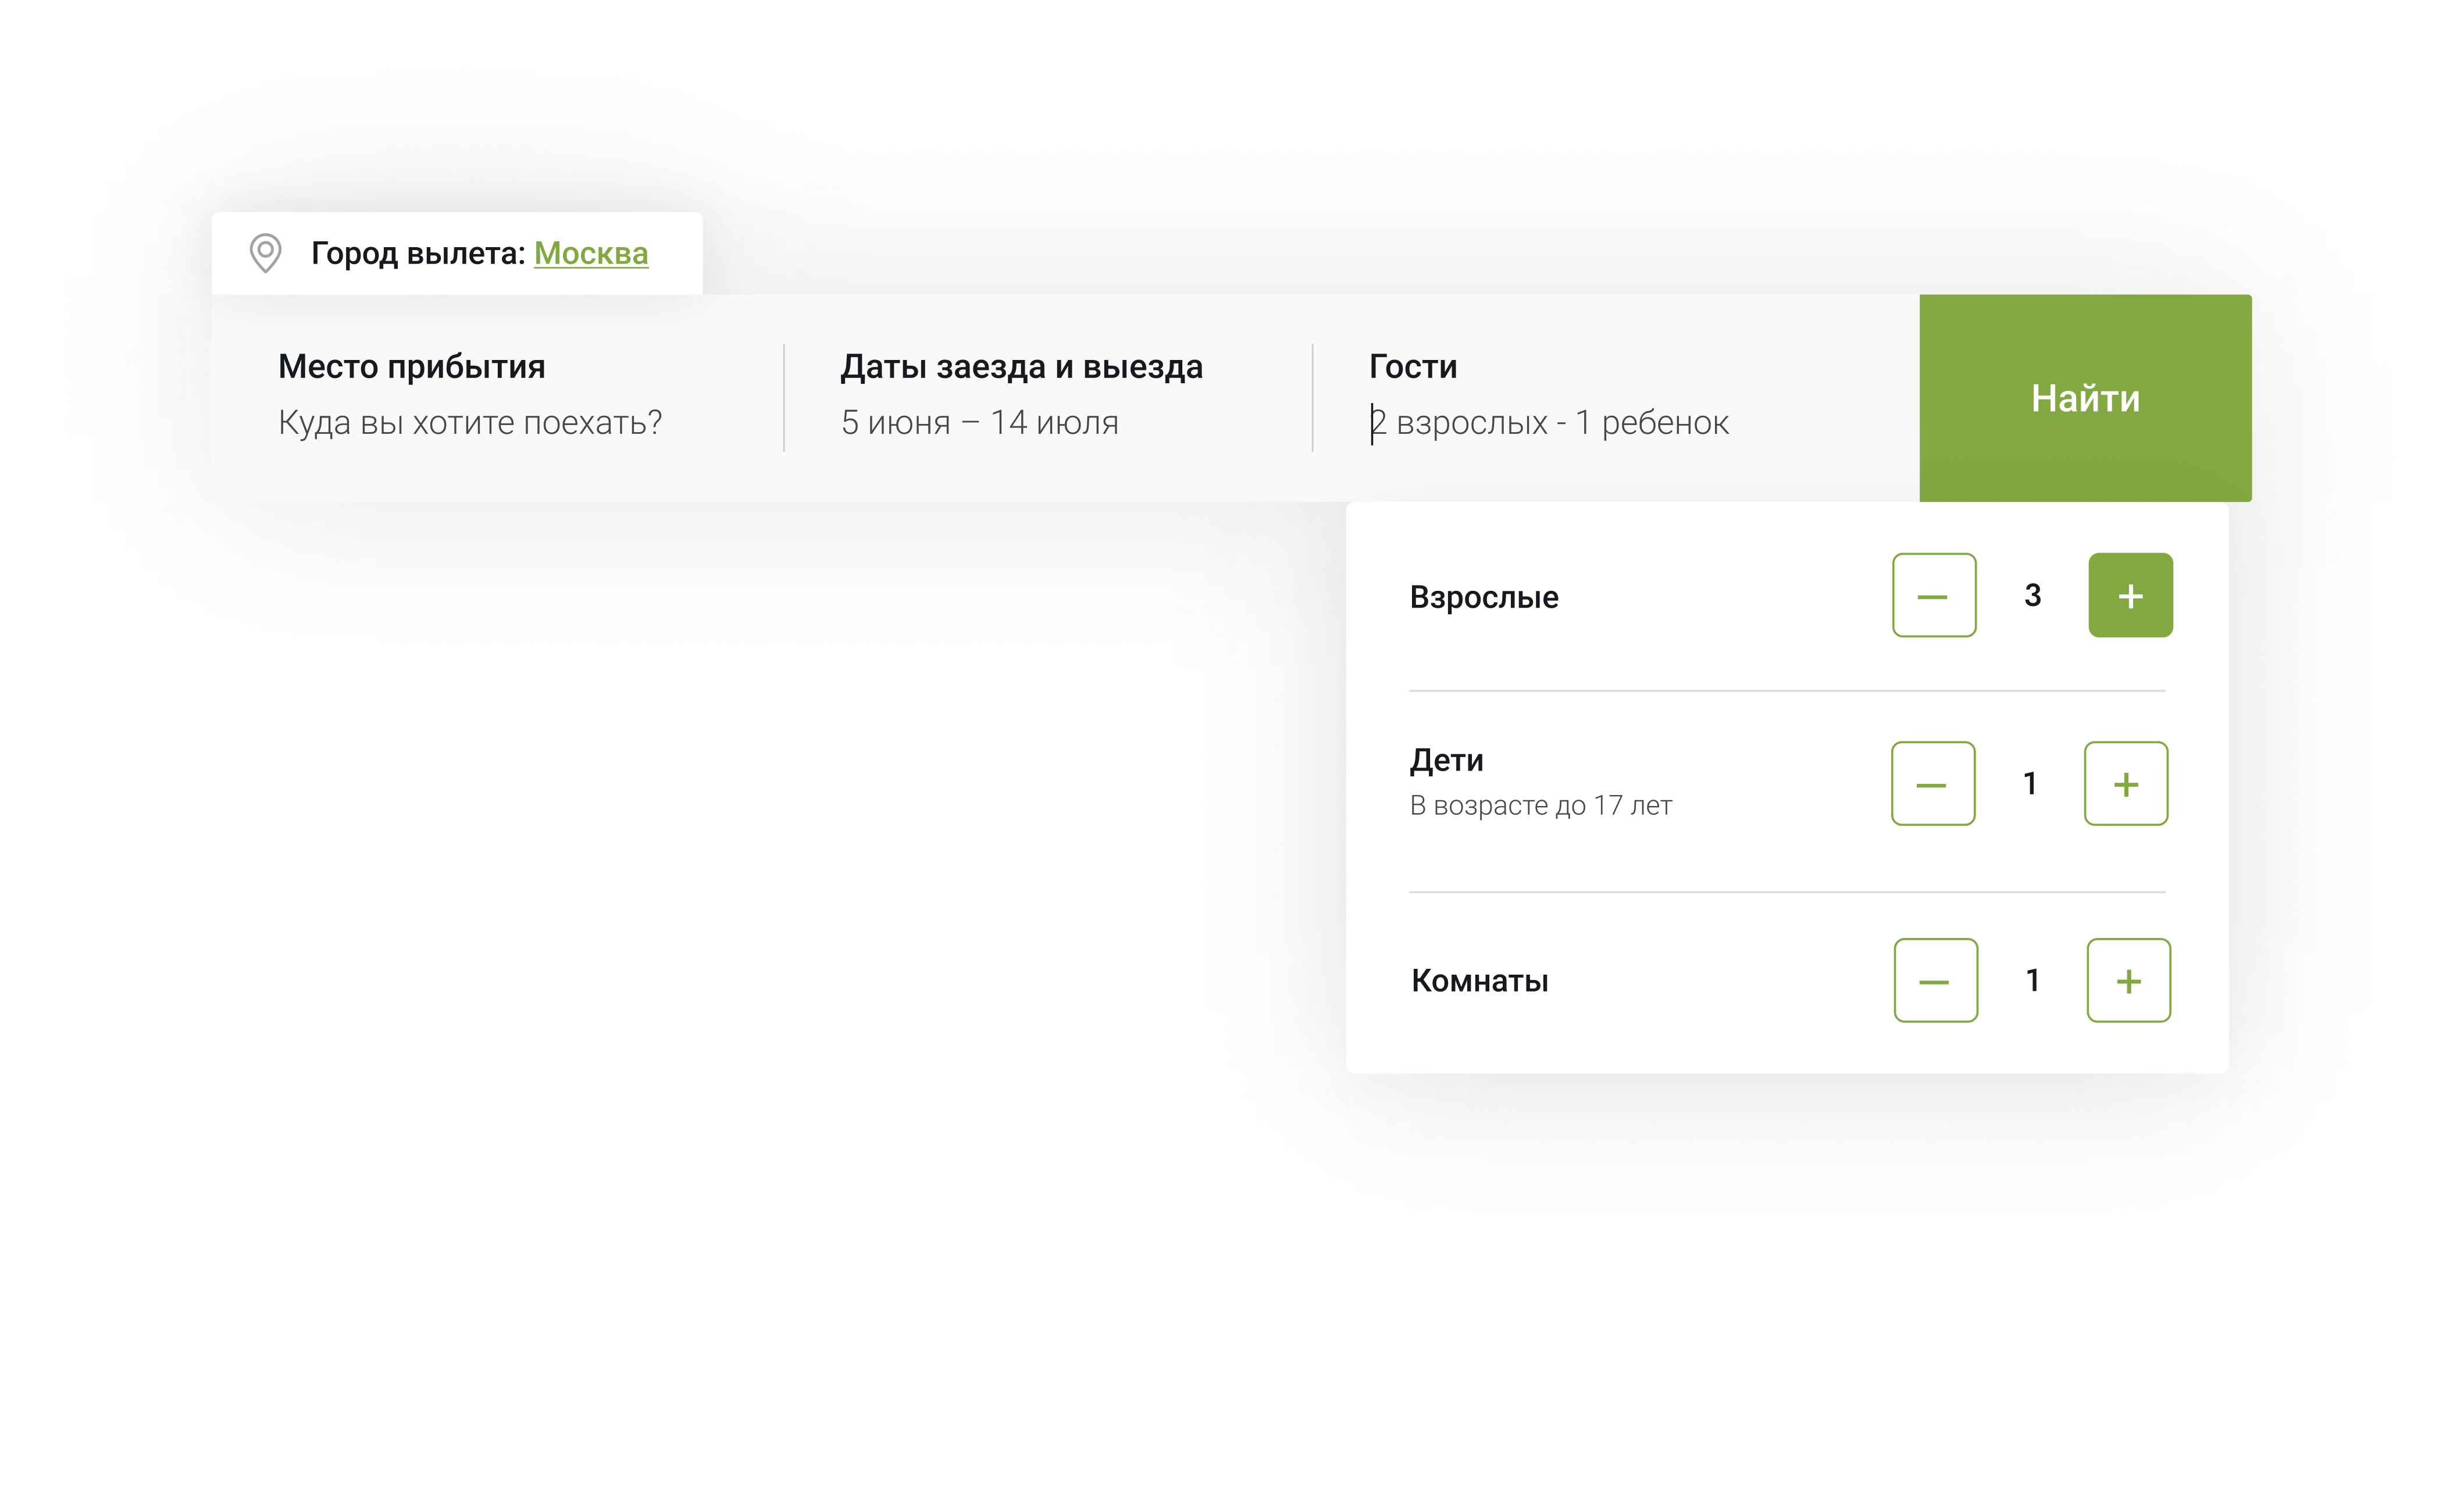 Город вылета: Москва
Место прибытия
Куда вы хотите поехать?
Даты заезда и выезда
5 июня – 14 июля
Гости
2 взрослых - 1 ребенок
Найти
Взрослые
— 3 +
Дети
В возрасте до 17 лет
— 1 +
Комнаты
— 1 +